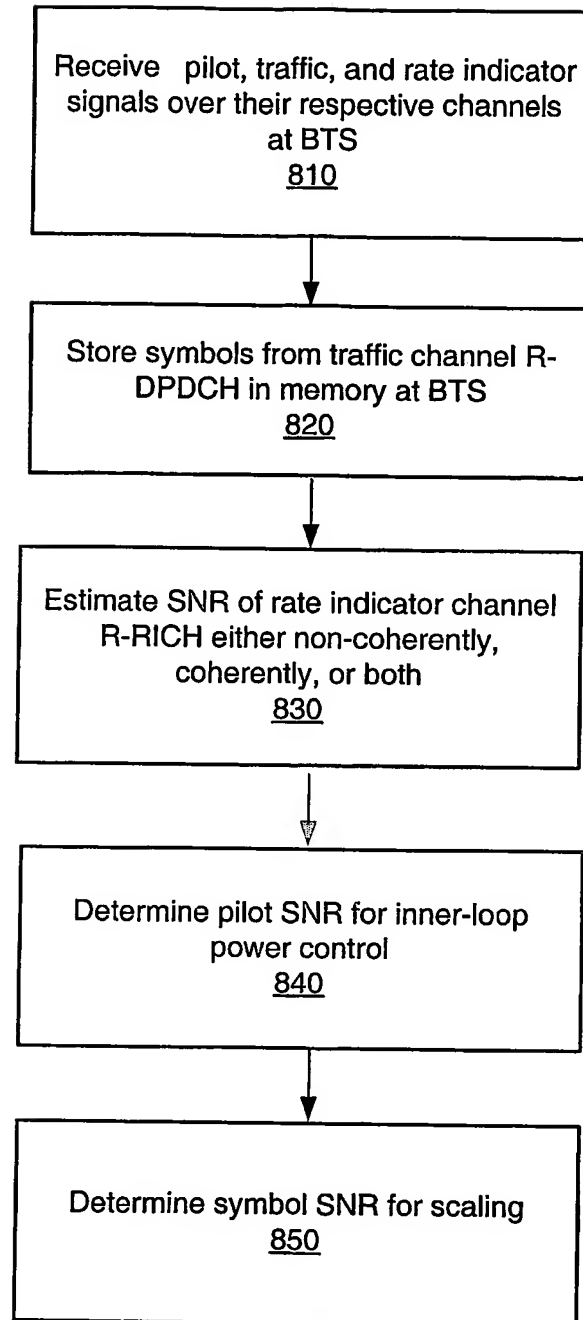 Receive pilot, traffic, and rate indicator
signals over their respective channels
at BTS
810
Store symbols from traffic channel R-
DPDCH in memory at BTS
820
Estimate SNR of rate indicator channel
R-RICH either non-coherently,
coherently, or both
830
Determine pilot SNR for inner-loop
power control
840
Determine symbol SNR for scaling
850